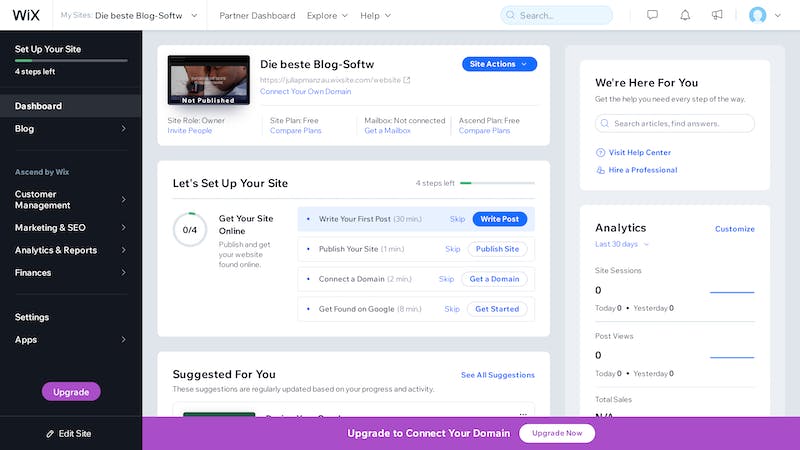 WiX
My Sites: Die beste Blog-Softw
Partner Dashboard
Explore
Help
Search...
Set Up Your Site
4 steps left
Dashboard
Blog
Ascend by Wix
Customer
Management
Marketing & SEO
Analytics & Reports
Finances
Settings
Apps
Upgrade
Edit Site
Not Published
Die beste Blog-Softw
https://juliapmanzau.wixsite.com/website
Connect Your Own Domain
Site Actions
Site Role: Owner
Invite People
Site Plan: Free
Compare Plans
Mailbox: Not connected
Get a Mailbox
Ascend Plan: Free
Compare Plans
Let's Set Up Your Site
4 steps left
0/4
Get Your Site
Online
Publish and get
your website
found online.
Write Your First Post (30 min.) Skip Write Post
Publish Your Site (1 min.) Skip Publish Site
Connect a Domain (2 min.) Skip Get a Domain
Get Found on Google (8 min.) Skip Get Started
Suggested For You
See All Suggestions
These suggestions are regularly updated based on your progress and activity.
We're Here For You
Get the help you need every step of the way.
Search articles, find answers.
Visit Help Center
Hire a Professional
Analytics
Customize
Last 30 days
Site Sessions
0
Today 0 • Yesterday 0
Post Views
0
Today 0 • Yesterday 0
Total Sales
Upgrade to Connect Your Domain
Upgrade Now